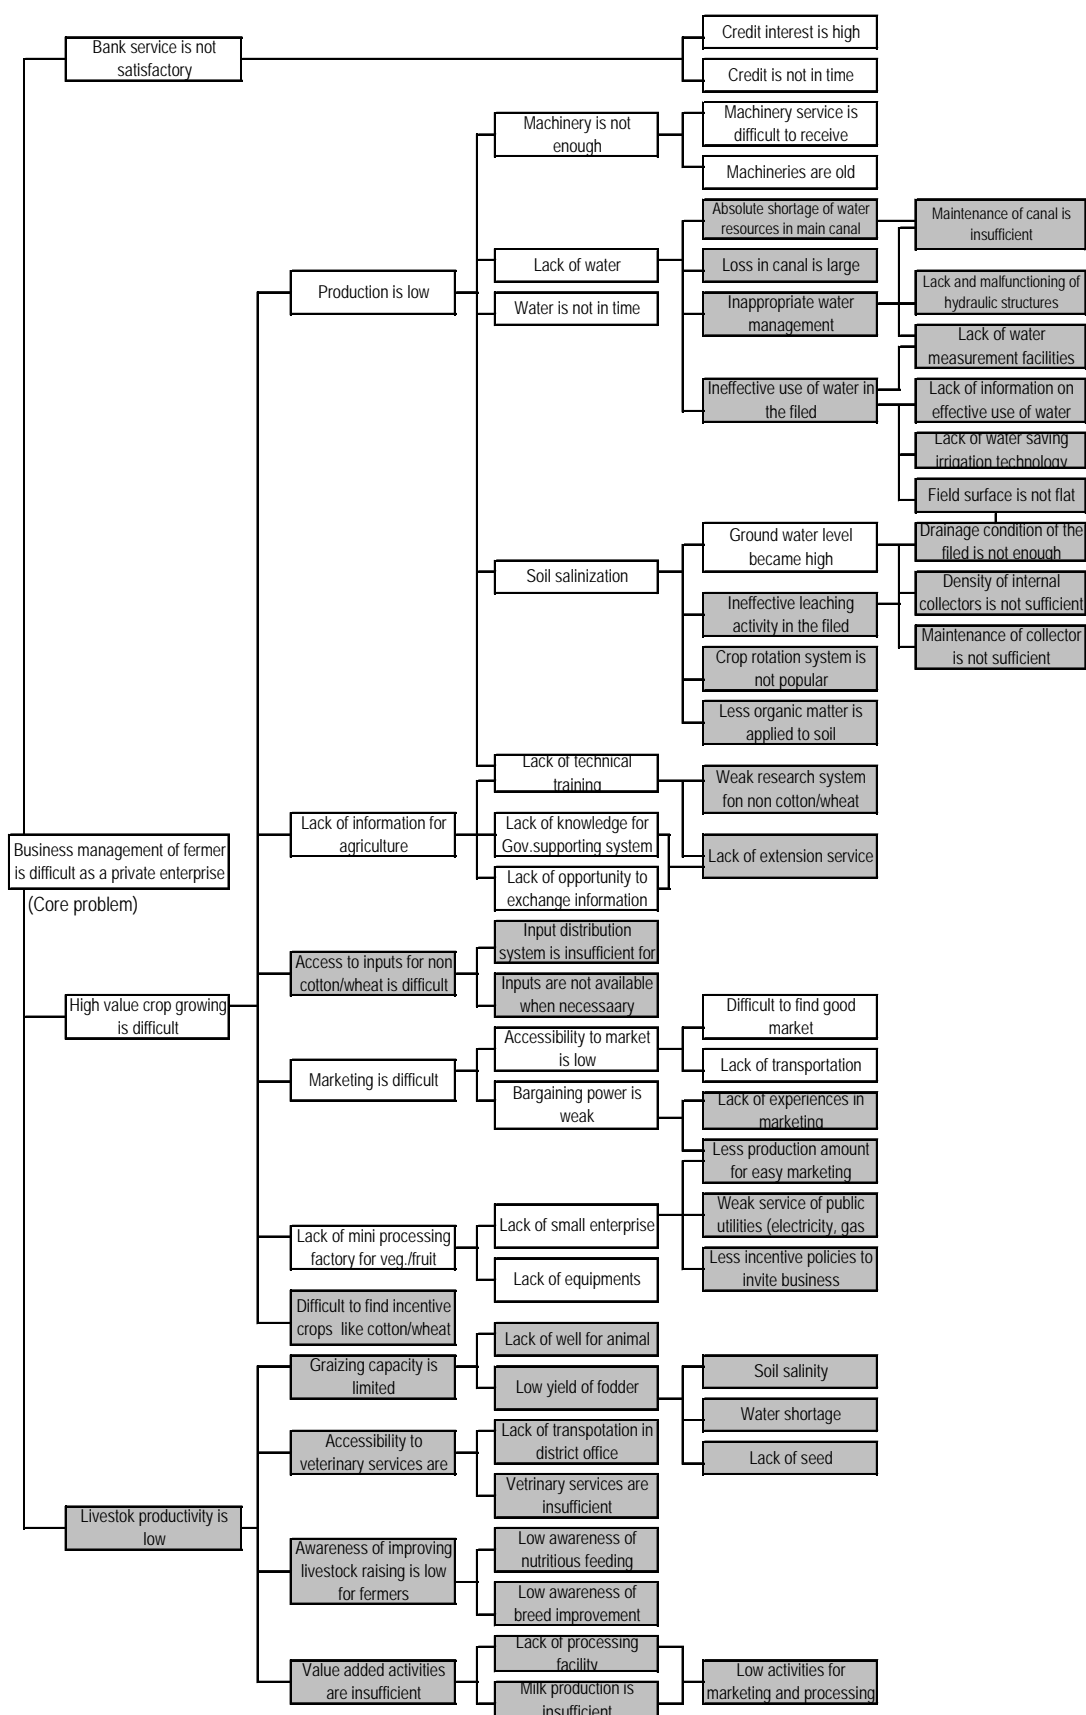 Bank service is not
satisfactory
Credit interest is high
Credit is not in time
Machinery is not
enough
Machinery service is
difficult to receive
Machineries are old
Production is low
Lack of water
Water is not in time
Absolute shortage of water
resources in main canal
Loss in canal is large
Inappropriate water
management
Ineffective use of water in
the filed
Maintenance of canal is
insufficient
Lack and malfunctioning of
hydraulic structures
Lack of water
measurement facilities
Lack of information on
effective use of water
Lack of water saving
irrigation technology
Field surface is not flat
Soil salinization
Ground water level
became high
Ineffective leaching
activity in the filed
Crop rotation system is
not popular
Less organic matter is
applied to soil
Drainage condition of the
filed is not enough
Density of internal
collectors is not sufficient
Maintenance of collector
is not sufficient
Lack of technical
training
Lack of information for
agriculture
Lack of knowledge for
Gov.supporting system
Lack of opportunity to
exchange information
Weak research system
fon non cotton/wheat
Lack of extension service
Business management of fermer
is difficult as a private enterprise
(Core problem)
Access to inputs for non
cotton/wheat is difficult
Input distribution
system is insufficient for
Inputs are not available
when necessaary
High value crop growing
is difficult
Marketing is difficult
Accessibility to market
is low
Bargaining power is
weak
Difficult to find good
market
Lack of transportation
Lack of experiences in
marketing
Less production amount
for easy marketing
Lack of mini processing
factory for veg./fruit
Lack of small enterprise
Lack of equipments
Weak service of public
utilities (electricity, gas
Less incentive policies to
invite business
Difficult to find incentive
crops like cotton/wheat
Graizing capacity is
limited
Lack of well for animal
Low yield of fodder
Soil salinity
Water shortage
Lack of seed
Accessibility to
veterinary services are
Lack of transpotation in
district office
Vetrinary services are
insufficient
Livestok productivity is
low
Awareness of improving
livestock raising is low
for fermers
Low awareness of
nutritious feeding
Low awareness of
breed improvement
Value added activities
are insufficient
Lack of processing
facility
Milk production is
insufficient
Low activities for
marketing and processing